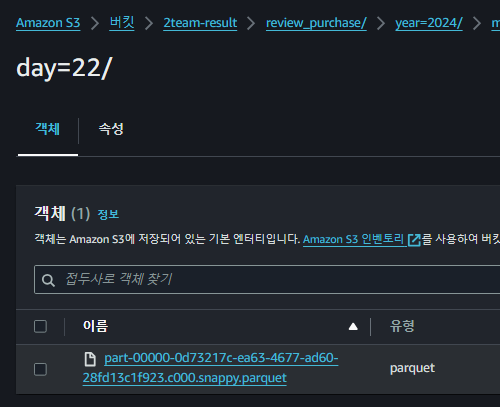 Amazon S3 > 버킷 > 2team-result > review_purchase/ > year=2024/ > m
day=22/
객체 속성
객체 (1) 정보
객체는 Amazon S3에 저장되어 있는 기본 엔터티입니다. Amazon S3 인벤토리 를 사용하여 버킷
접두사로 객체 찾기
이름 ▲ 유형
part-00000-0d73217c-ea63-4677-ad60- parquet
28fd13c1f923.c000.snappy.parquet